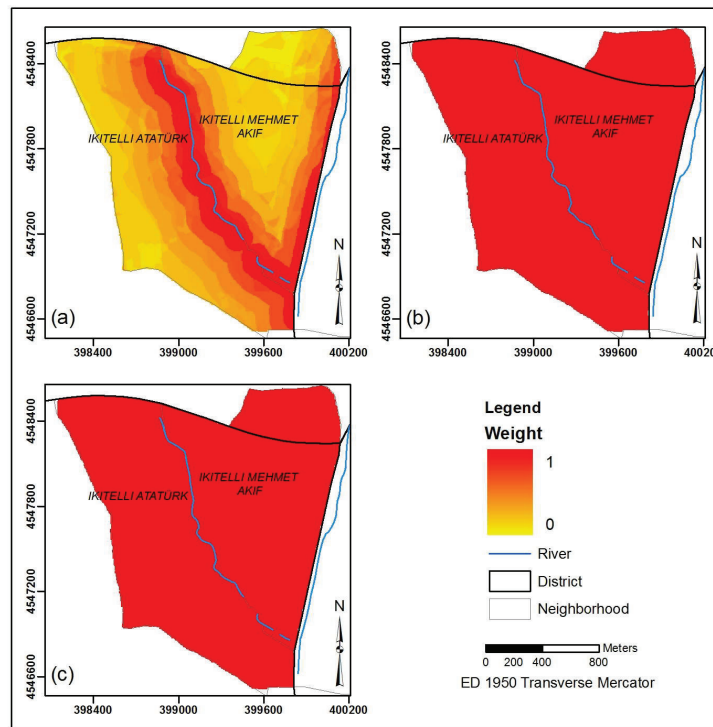 4548400
4547800
4547200
4546600
IKITELLI MEHMET
AKIF
IKITELLI ATATÜRK
N
(a)
398400
399000
399600
400200
4548400
4547800
4547200
4546600
IKITELLI MEHMET
AKIF
IKITELLI ATATÜRK
N
(b)
398400
399000
399600
400200
4548400
4547800
4547200
4546600
IKITELLI MEHMET
AKIF
IKITELLI ATATÜRK
N
(c)
398400
399000
399600
400200
Legend
Weight
1
0
River
District
Neighborhood
Meters
0 200 400 800
ED 1950 Transverse Mercator